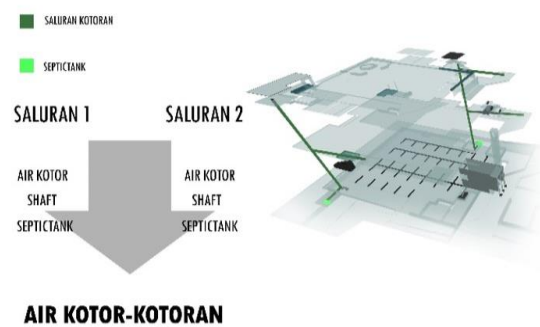 SALURAN KOTORAN
SEPTICTANK
SALURAN 1
SALURAN 2
AIR KOTOR
SHAFT
SEPTICTANK
AIR KOTOR
SHAFT
SEPTICTANK
AIR KOTOR-KOTORAN